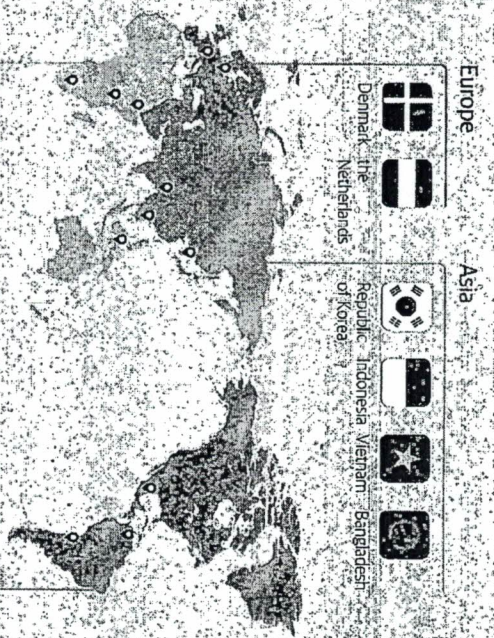 Europe
Denmark
the
Netherlands
Asia
Republic
of Korea
Indonesia
Vietnam
Bangladesh